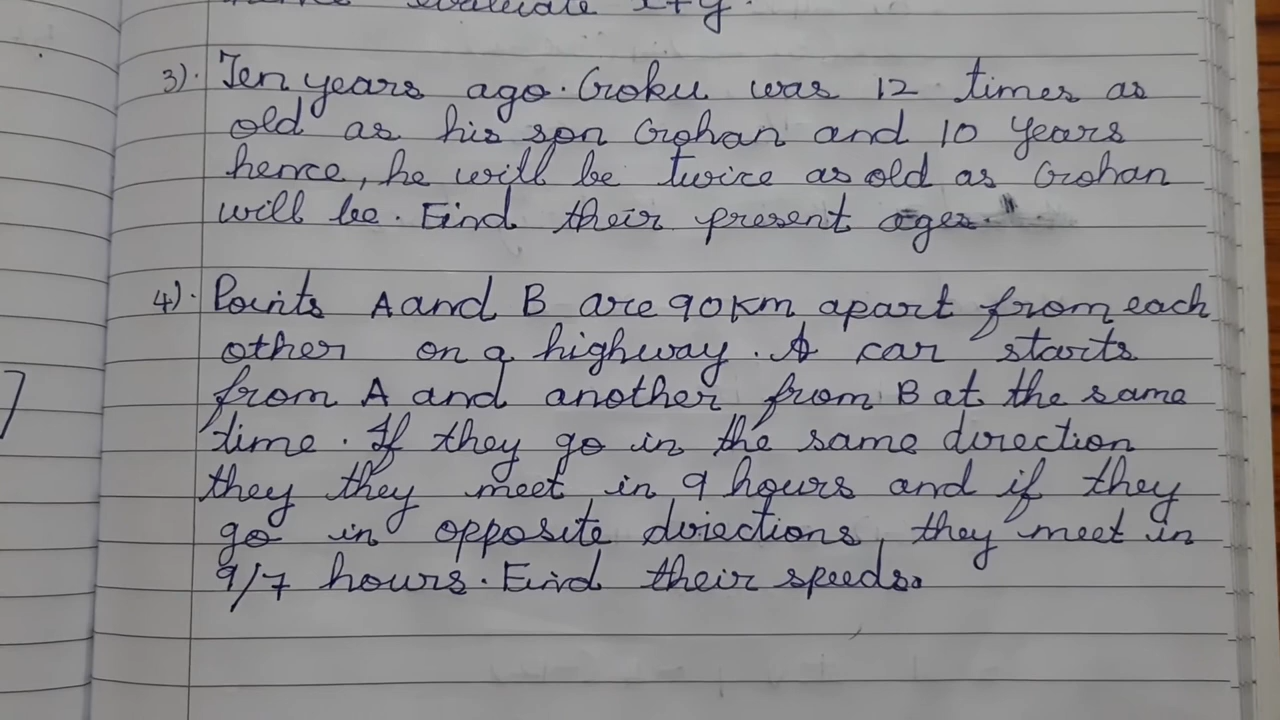 hence evaluate x+y.
3). Ten years ago. Goku was 12 times as
old as his son Gohan and 10 years
hence, he will be twice as old as Gohan
will be. Find their present ages.
4). Points A and B are 90 km apart from each
other on a highway. A car starts
from A and another from B at the same
time. If they go in the same direction
they they meet in 9 hours and if they
go in opposite directions, they meet in
9/7 hours. Find their speeds.